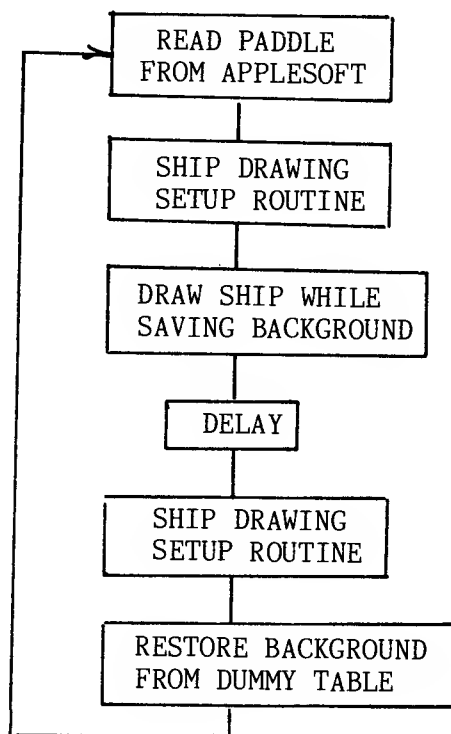 READ PADDLE
FROM APPLESOFT
SHIP DRAWING
SETUP ROUTINE
DRAW SHIP WHILE
SAVING BACKGROUND
DELAY
SHIP DRAWING
SETUP ROUTINE
RESTORE BACKGROUND
FROM DUMMY TABLE